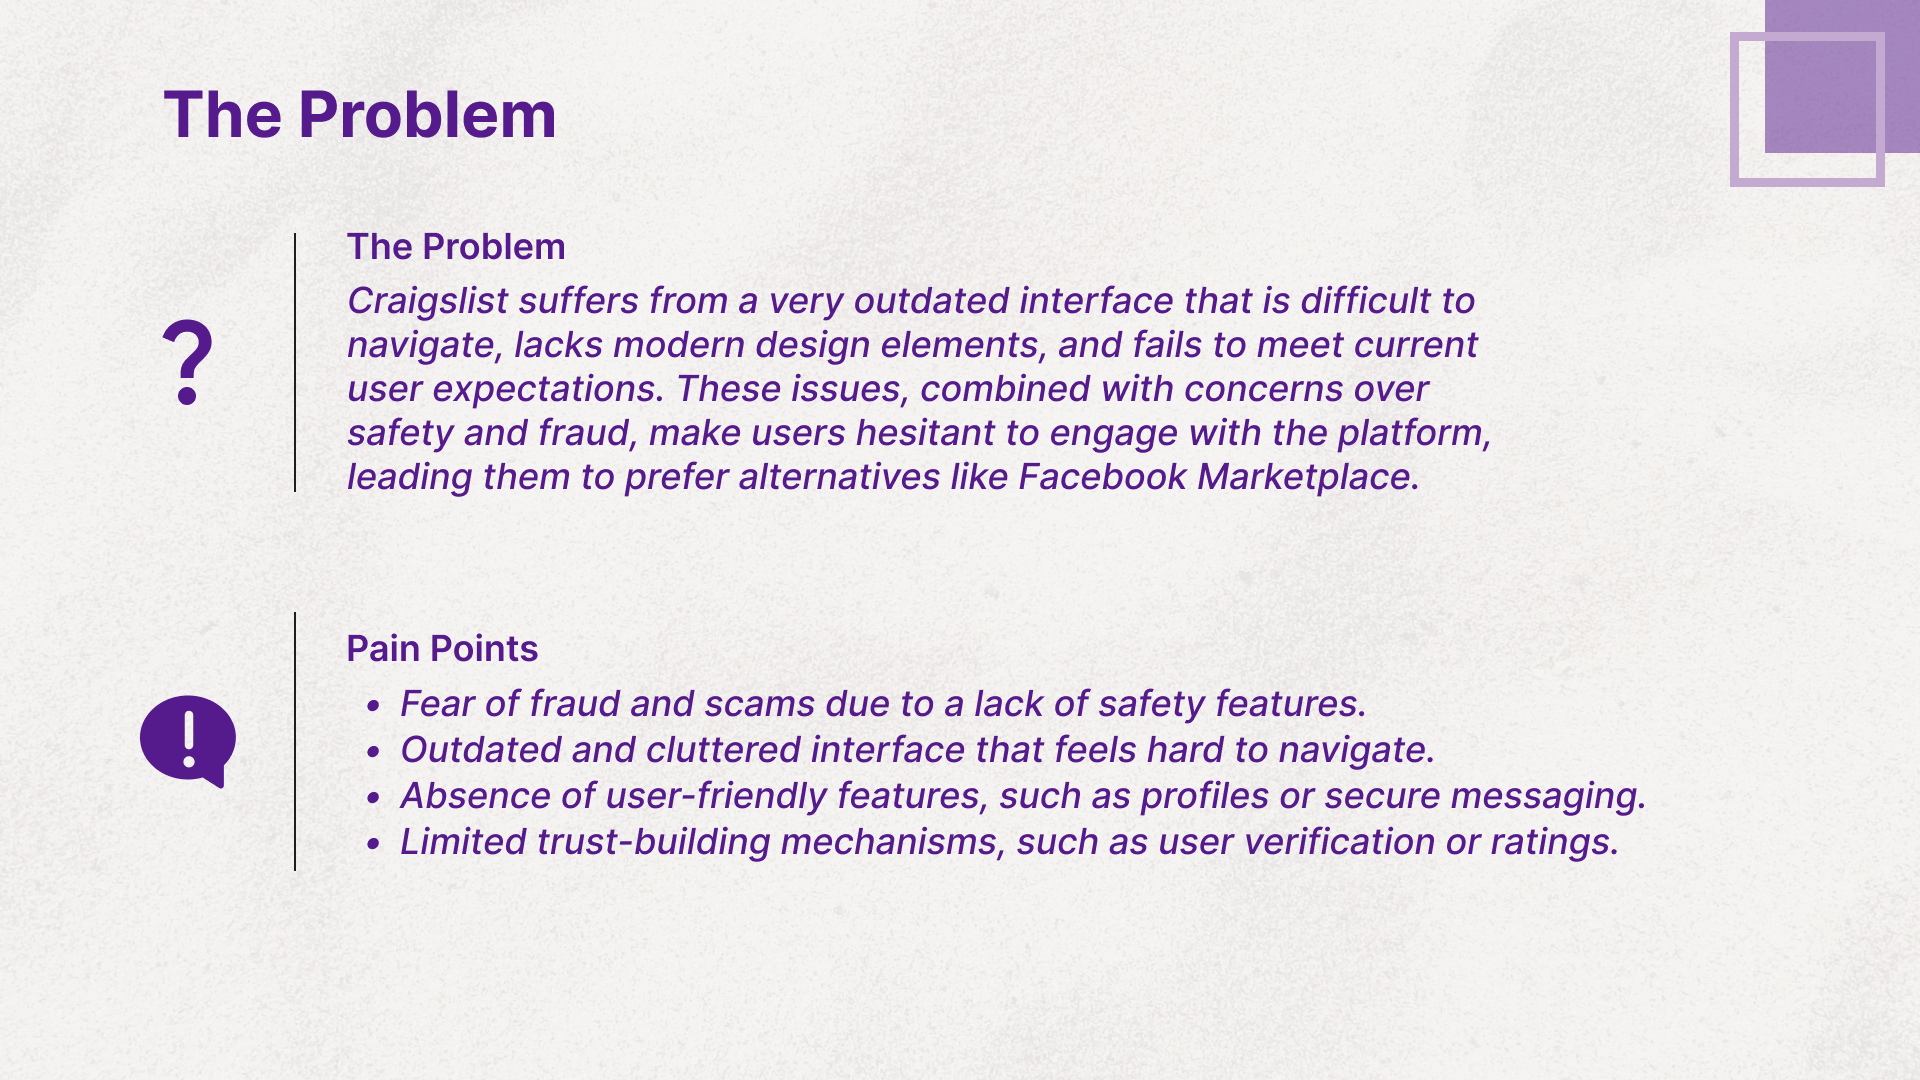 The Problem
?
The Problem
Craigslist suffers from a very outdated interface that is difficult to
navigate, lacks modern design elements, and fails to meet current
user expectations. These issues, combined with concerns over
safety and fraud, make users hesitant to engage with the platform,
leading them to prefer alternatives like Facebook Marketplace.
!
Pain Points
• Fear of fraud and scams due to a lack of safety features.
• Outdated and cluttered interface that feels hard to navigate.
• Absence of user-friendly features, such as profiles or secure messaging.
• Limited trust-building mechanisms, such as user verification or ratings.